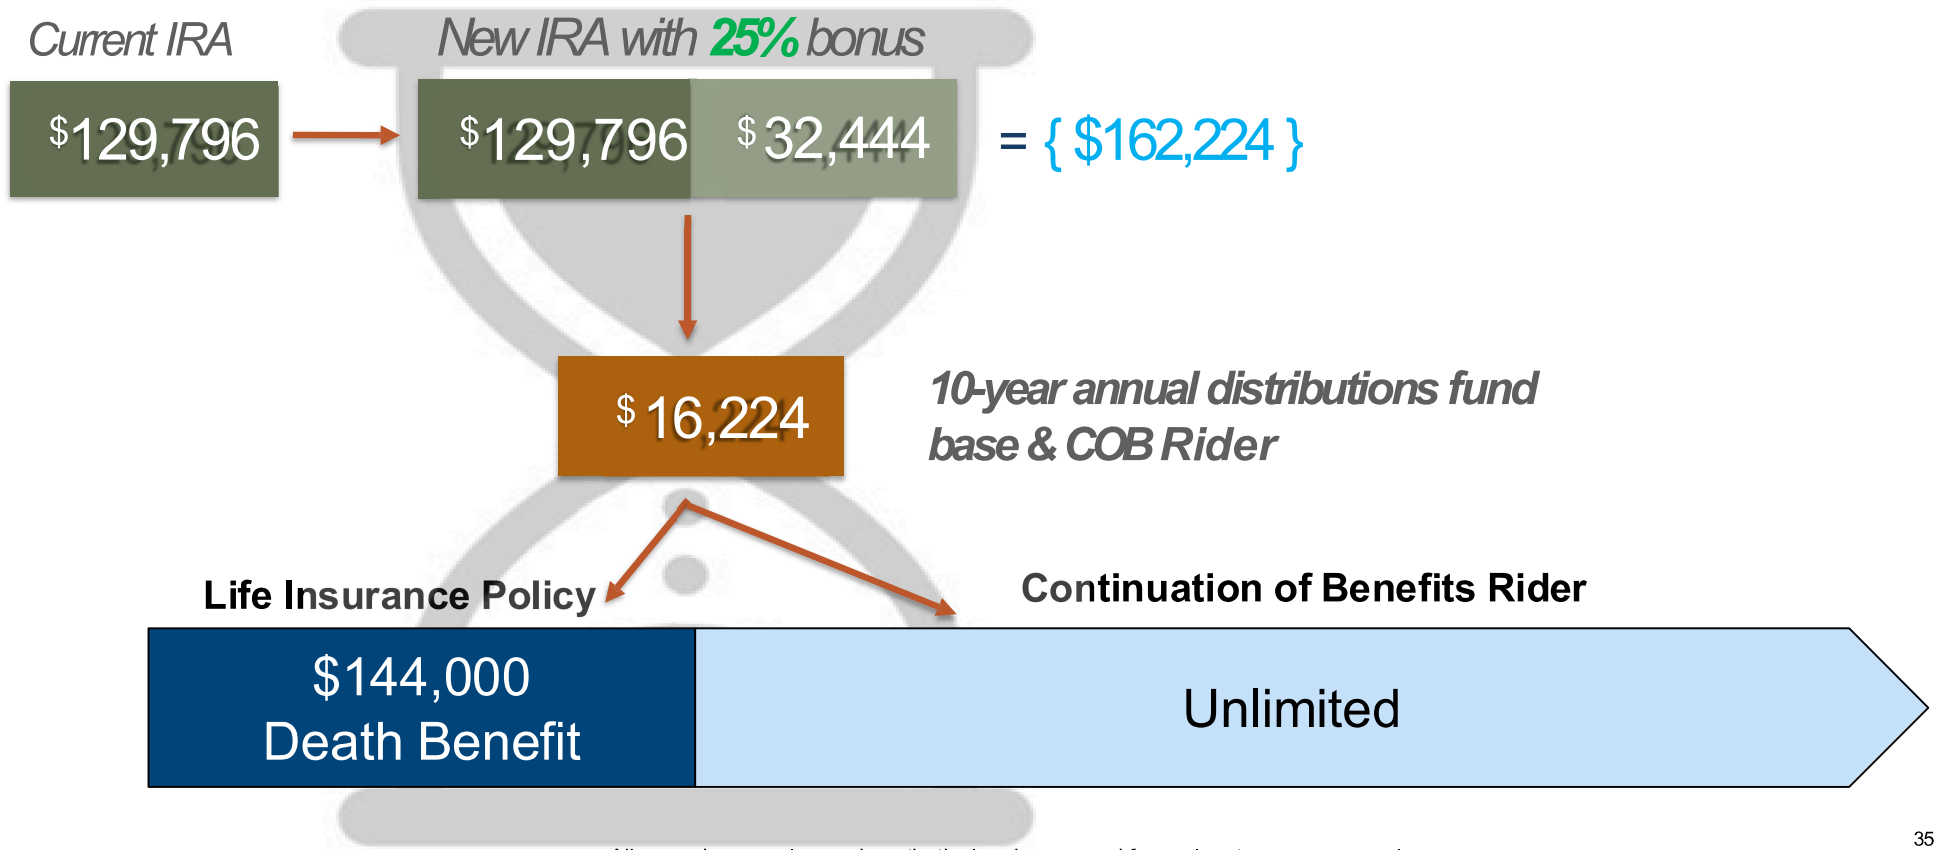 Current IRA
New IRA with 25% bonus
$129,796
$129,796 $32,444 = { $162,224 }
$16,224
10-year annual distributions fund
base & COB Rider
Life Insurance Policy
Continuation of Benefits Rider
$144,000
Death Benefit
Unlimited
35